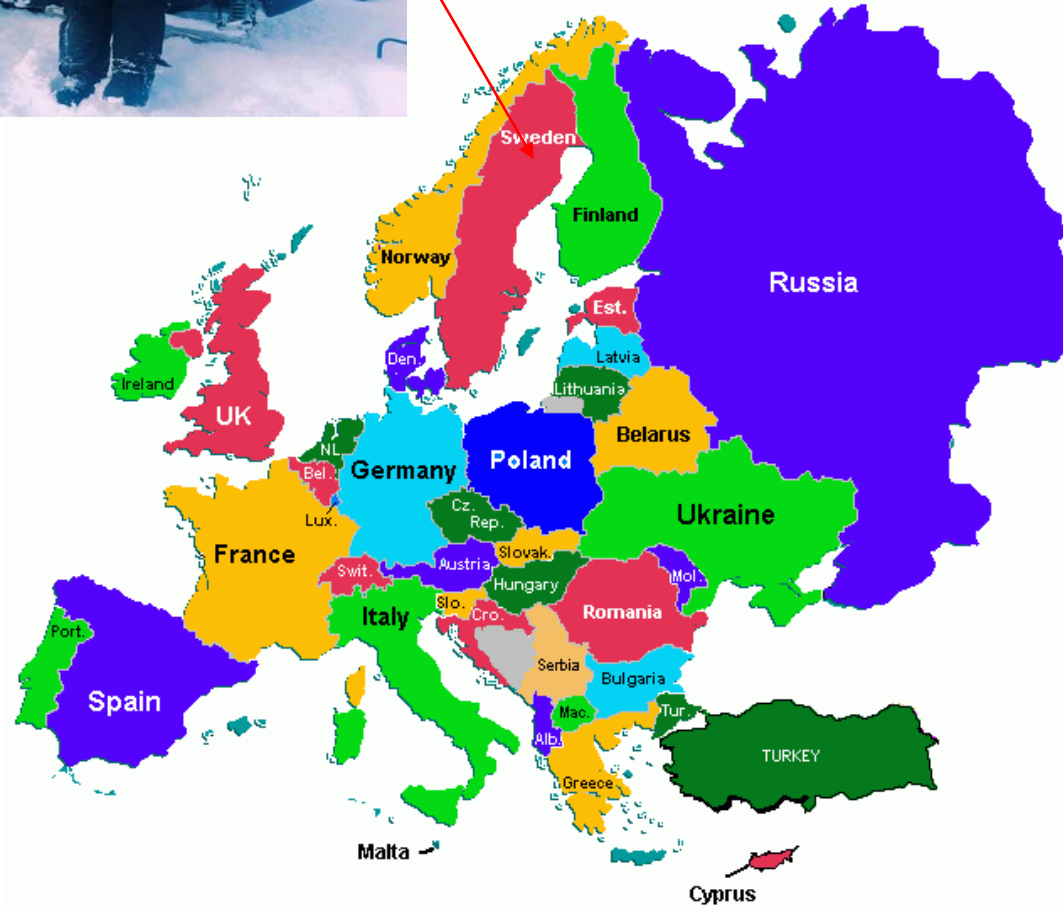 Sweden
Finland
Norway
Russia
Est.
Den.
Latvia
Ireland
Lithuania
UK
Belarus
NL
Germany
Poland
Bel.
Cz.
Rep.
Lux.
Ukraine
France
Slovak.
Austria
Swit.
Mol.
Hungary
Slo.
Italy
Cro.
Romania
Port.
Serbia
Bulgaria
Spain
Mac.
Tur.
Alb.
TURKEY
Greece
Malta
Cyprus